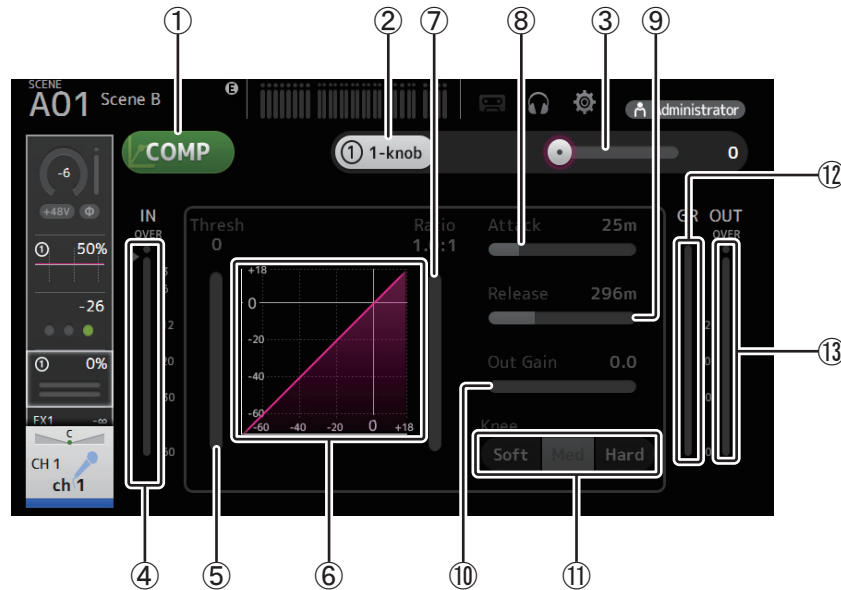 ① ② ⑦ ⑧ ③ ⑨
SCENE
A01 Scene B E Administrator
COMP ① 1-knob 0
-6
+48V Φ
⑫
IN Thresh Ratio Attack 25m GR OUT
OVER 0 OVER
① 50%
+18
0
-20
-40
-60
-60 -40 -20 0 +18
Release 296m
-26
⑬
① 0%
Out Gain 0.0
FX1 -∞
C
Knee
Soft Med Hard
CH 1
ch 1
④ ⑤ ⑥ ⑩ ⑪